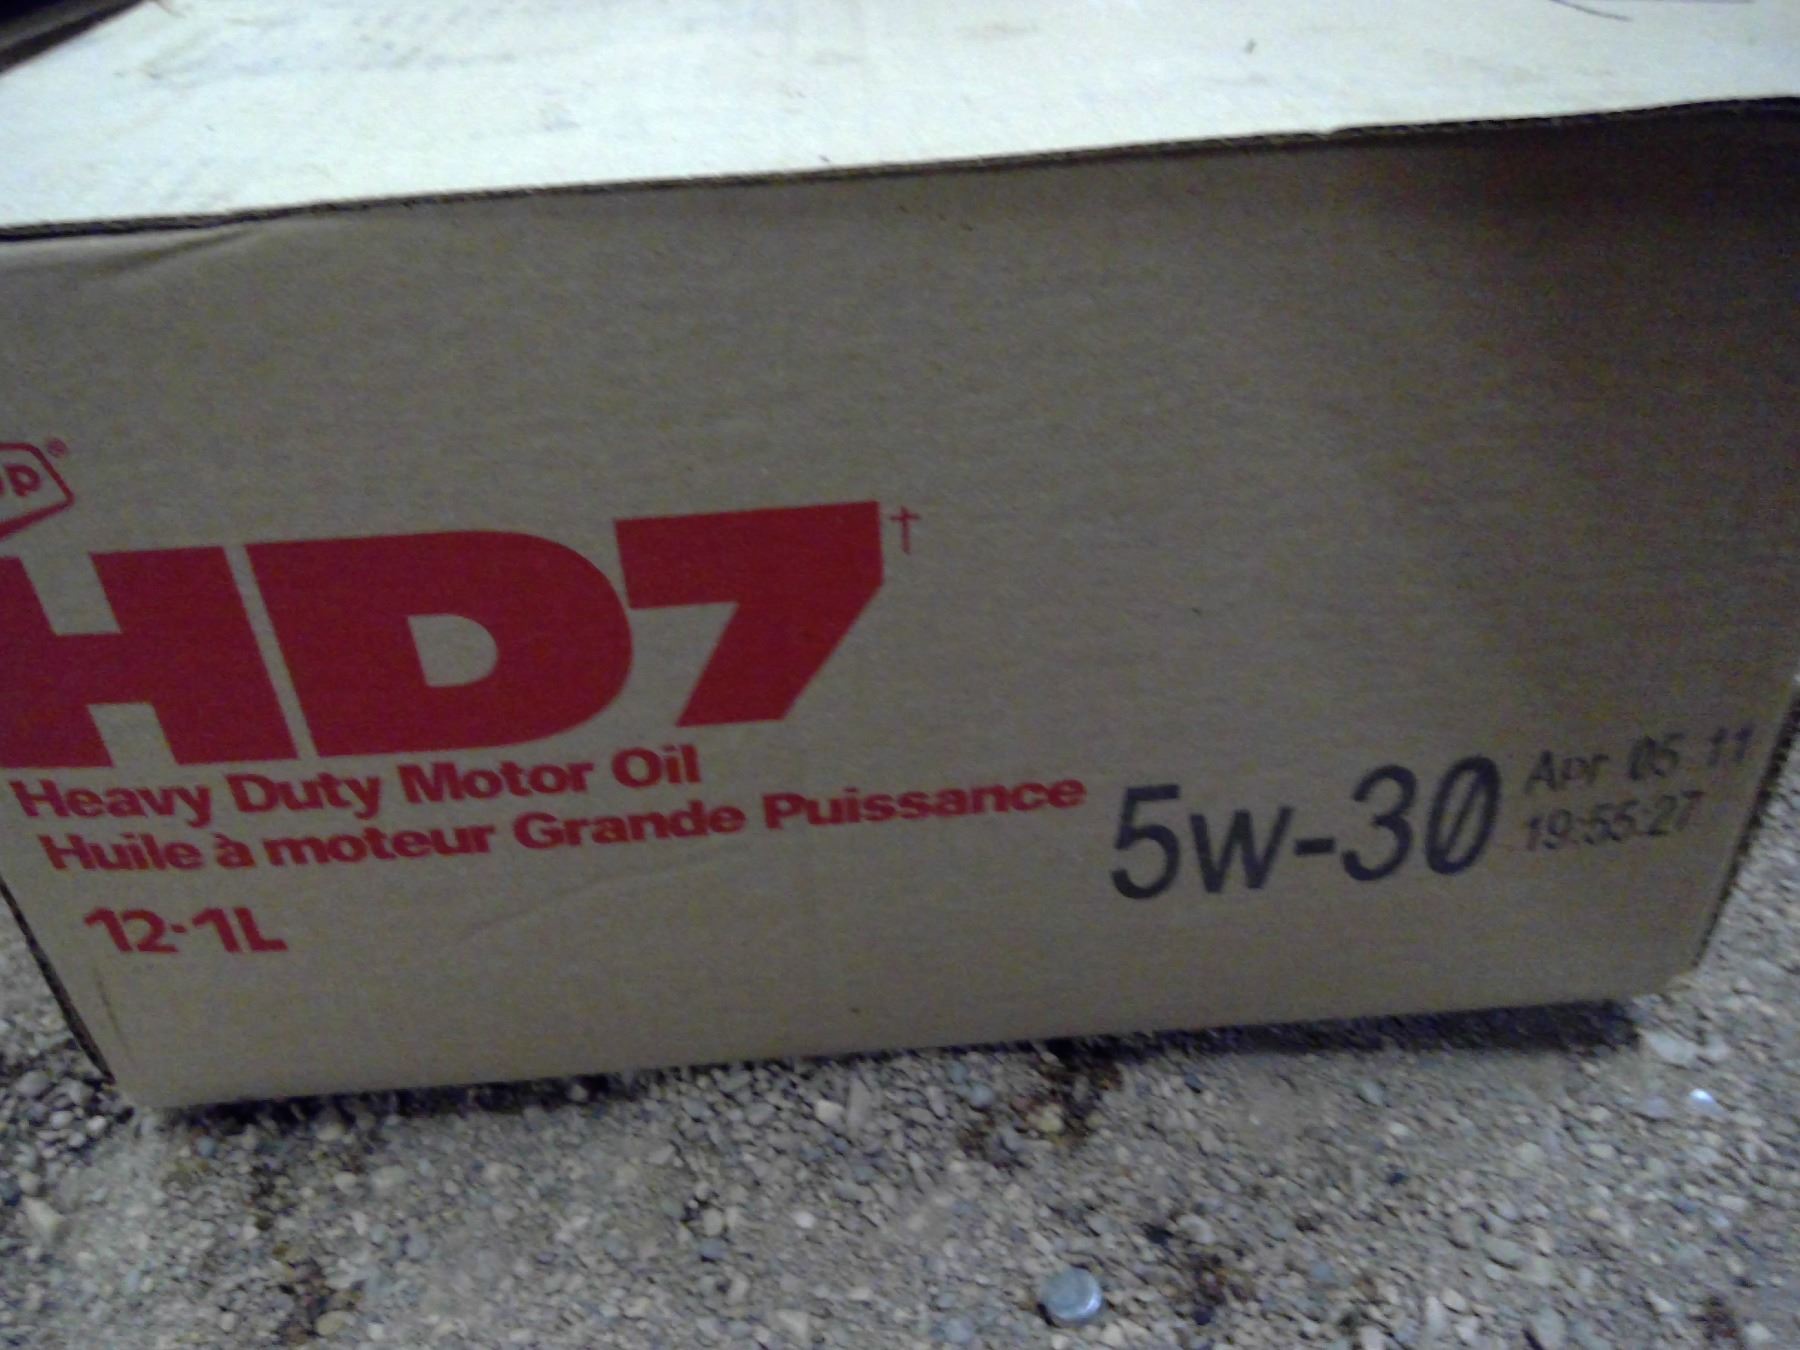 HD7†
Heavy Duty Motor Oil
Huile à moteur Grande Puissance
12·1L
5W-30
Apr 05 11
19:55:27